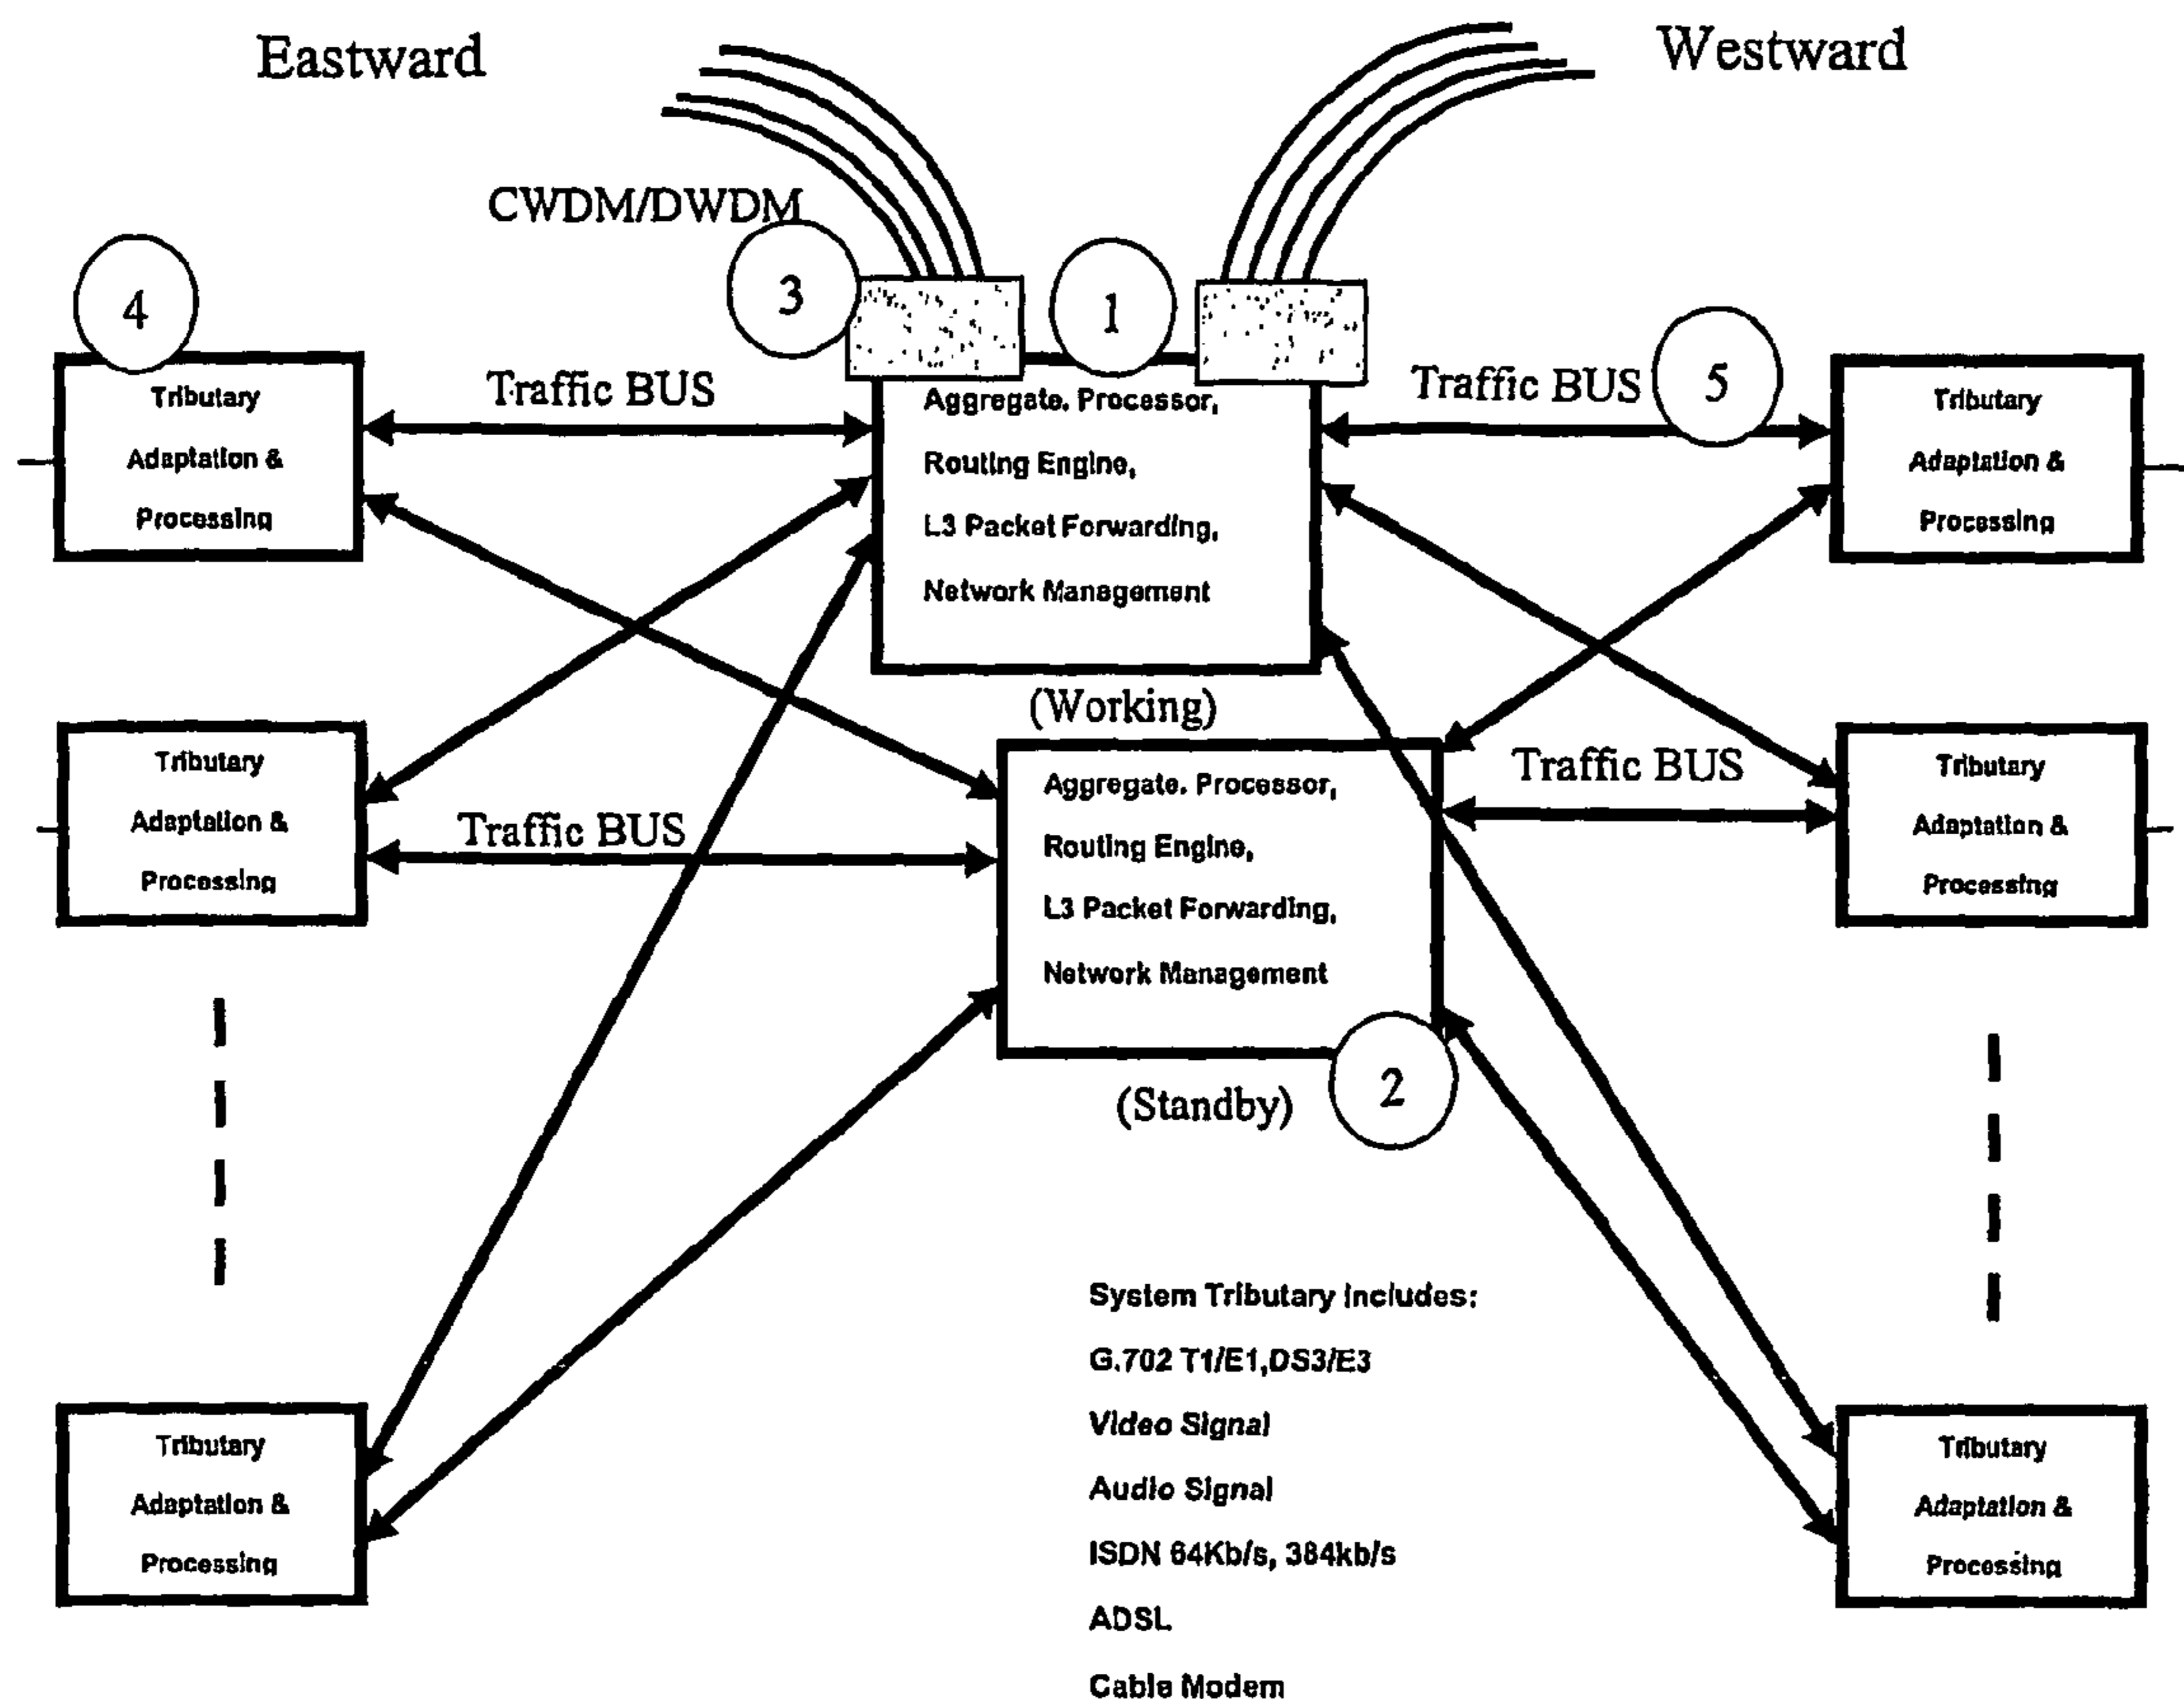 Eastward
Westward
CWDM/DWDM
3
1
4
5
Tributary
Adaptation &
Processing
Traffic BUS
Aggregate. Processor,
Routing Engine,
L3 Packet Forwarding,
Network Management
(Working)
Traffic BUS
Tributary
Adaptation &
Processing
Tributary
Adaptation &
Processing
Traffic BUS
Aggregate. Processor,
Routing Engine,
L3 Packet Forwarding,
Network Management
(Standby)
2
Traffic BUS
Tributary
Adaptation &
Processing
Tributary
Adaptation &
Processing
System Tributary Includes:
G.702 T1/E1,DS3/E3
Video Signal
Audio Signal
ISDN 64Kb/s, 384kb/s
ADSL
Cable Modem
Tributary
Adaptation &
Processing